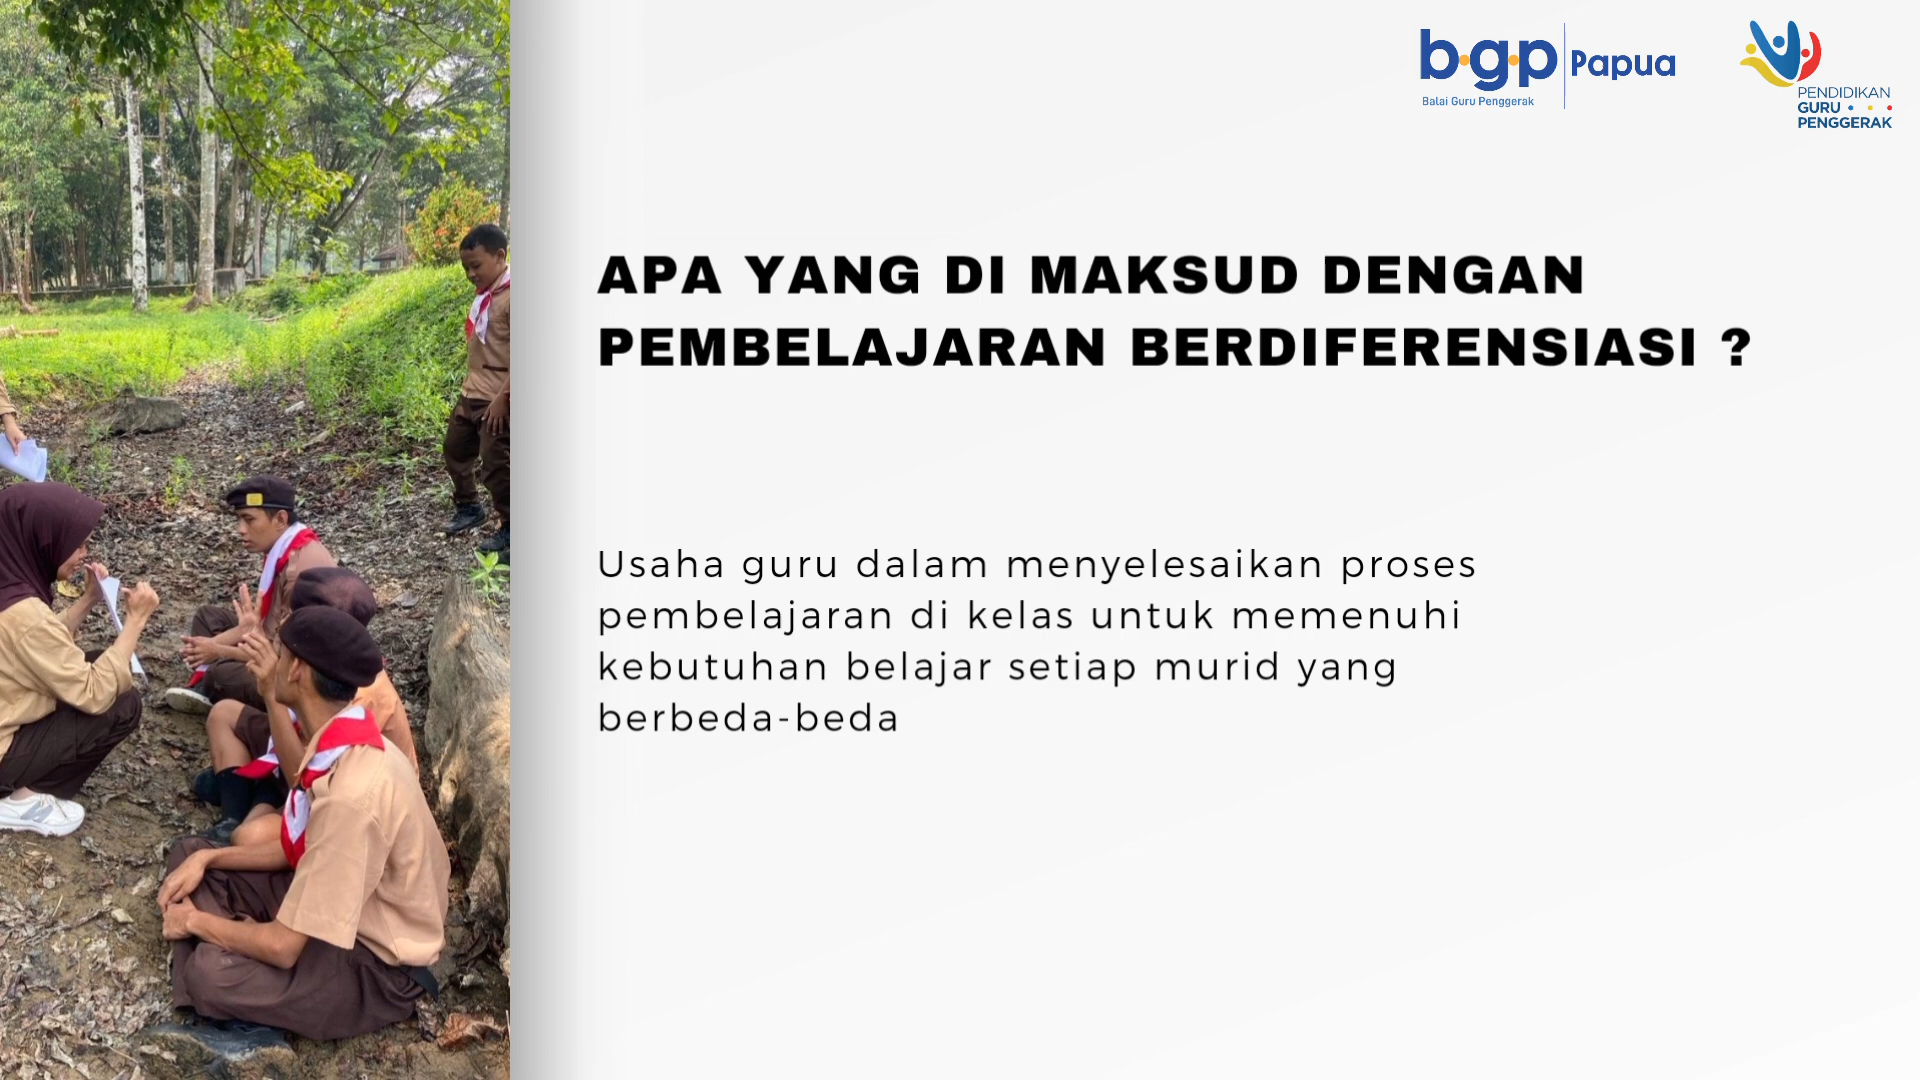 b.g.p Papua
Balai Guru Penggerak
PENDIDIKAN
GURU
PENGGERAK
APA YANG DI MAKSUD DENGAN
PEMBELAJARAN BERDIFERENSIASI ?
Usaha guru dalam menyelesaikan proses
pembelajaran di kelas untuk memenuhi
kebutuhan belajar setiap murid yang
berbeda-beda